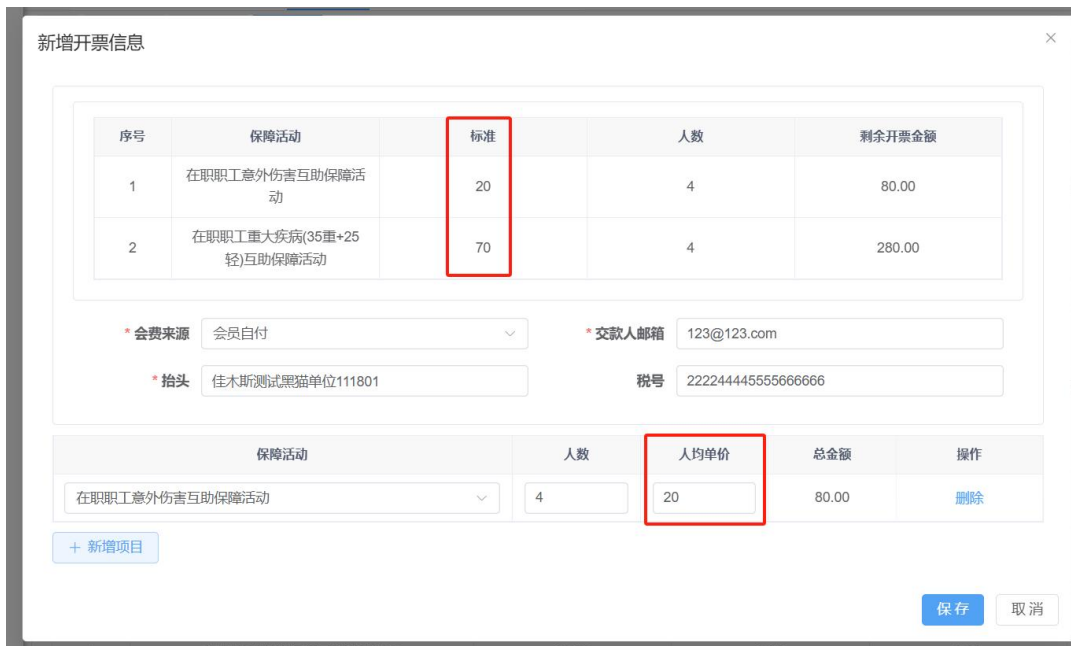 新增开票信息
序号 保障活动 标准 人数 剩余开票金额
1 在职职工意外伤害互助保障活
动 20 4 80.00
2 在职职工重大疾病(35重+25
轻)互助保障活动 70 4 280.00
* 会费来源 会员自付 * 交款人邮箱 123@123.com
* 抬头 佳木斯测试黑猫单位111801 税号 222244445555666666
保障活动 人数 人均单价 总金额 操作
在职职工意外伤害互助保障活动 4 20 80.00 删除
+ 新增项目
保存 取消